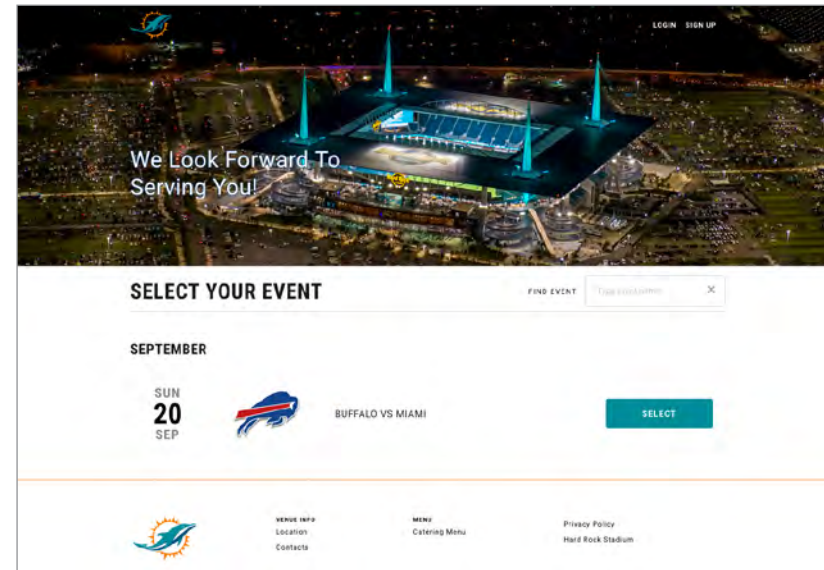 LOGIN SIGN UP
We Look Forward To
Serving You!
SELECT YOUR EVENT
FIND EVENT
SEPTEMBER
SUN
20
SEP
BUFFALO VS MIAMI
SELECT
VENUE INFO
Location
Contacts
MENU
Catering Menu
Privacy Policy
Hard Rock Stadium